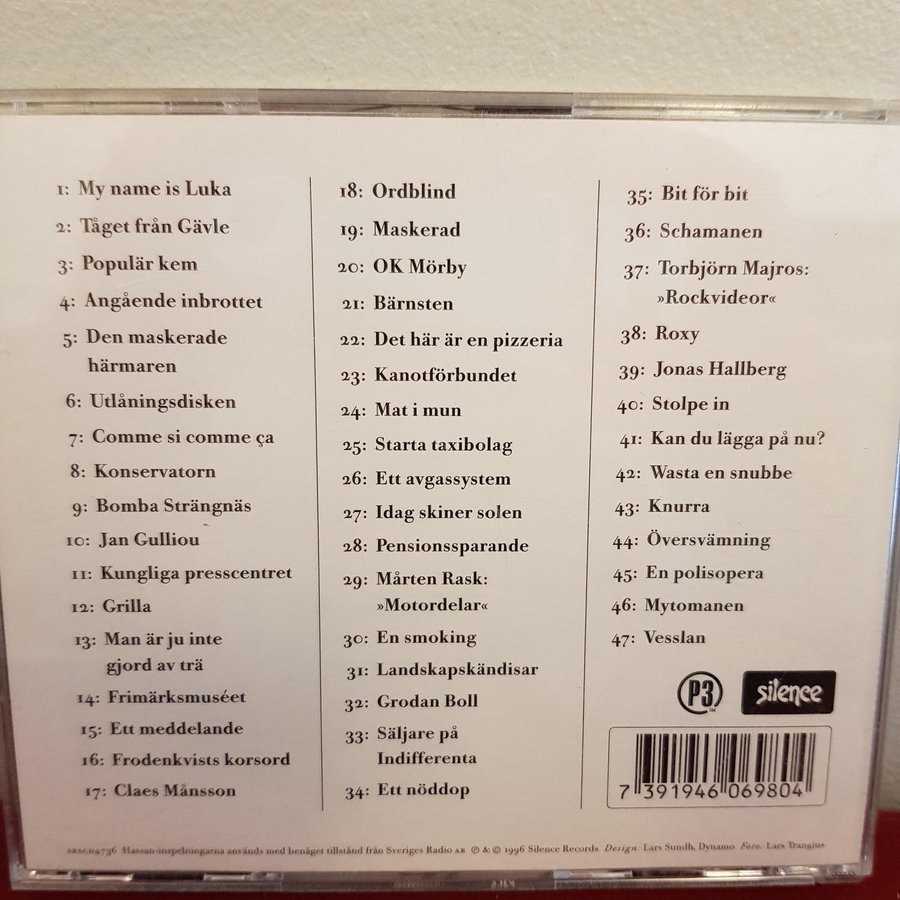 1: My name is Luka
2: Tåget från Gävle
3: Populär kem
4: Angående inbrottet
5: Den maskerade
härmaren
6: Utlåningsdisken
7: Comme si comme ça
8: Konservatorn
9: Bomba Strängnäs
10: Jan Gulliou
11: Kungliga presscentret
12: Grilla
13: Man är ju inte
gjord av trä
14: Frimärksmuséet
15: Ett meddelande
16: Frodenkvists korsord
17: Claes Månsson
18: Ordblind
19: Maskerad
20: OK Mörby
21: Bärnsten
22: Det här är en pizzeria
23: Kanotförbundet
24: Mat i mun
25: Starta taxibolag
26: Ett avgassystem
27: Idag skiner solen
28: Pensionssparande
29: Mårten Rask:
»Motordelar«
30: En smoking
31: Landskapskändisar
32: Grodan Boll
33: Säljare på
Indifferenta
34: Ett nöddop
35: Bit för bit
36: Schamanen
37: Torbjörn Majros:
»Rockvideor«
38: Roxy
39: Jonas Hallberg
40: Stolpe in
41: Kan du lägga på nu?
42: Wasta en snubbe
43: Knurra
44: Översvämning
45: En polisopera
46: Mytomanen
47: Vesslan
P3
silence
7 391946 069804
SRSCD4736 Hassan-inspelningarna används med benäget tillstånd från Sveriges Radio AB ℗ & © 1996 Silence Records Design: Lars Sundh, Dynamo Foto: Lars Trangius